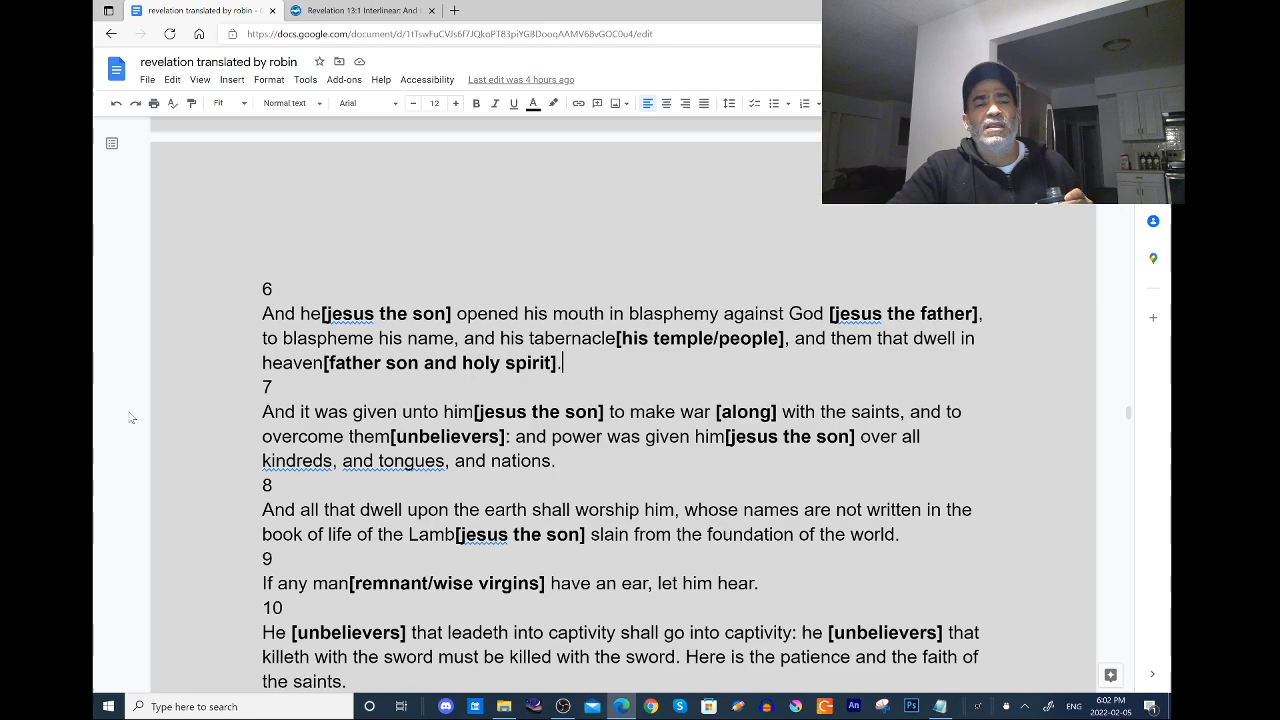 revelation translated by robin -
Revelation 13:1 Interlinear: And I
https://docs.google.com/document/d/
/edit
revelation translated by robin
File Edit View Insert Format Tools Add-ons Help Accessibility Last edit was 4 hours ago
Fit Normal text Arial 12 B I U A
6
And he[jesus the son] opened his mouth in blasphemy against God [jesus the father],
to blaspheme his name, and his tabernacle[his temple/people], and them that dwell in
heaven[father son and holy spirit].
7
And it was given unto him[jesus the son] to make war [along] with the saints, and to
overcome them[unbelievers]: and power was given him[jesus the son] over all
kindreds, and tongues, and nations.
8
And all that dwell upon the earth shall worship him, whose names are not written in the
book of life of the Lamb[jesus the son] slain from the foundation of the world.
9
If any man[remnant/wise virgins] have an ear, let him hear.
10
He [unbelievers] that leadeth into captivity shall go into captivity: he [unbelievers] that
killeth with the sword must be killed with the sword. Here is the patience and the faith of
the saints.
Type here to search
An
Ps
ENG
6:02 PM
2022-02-05